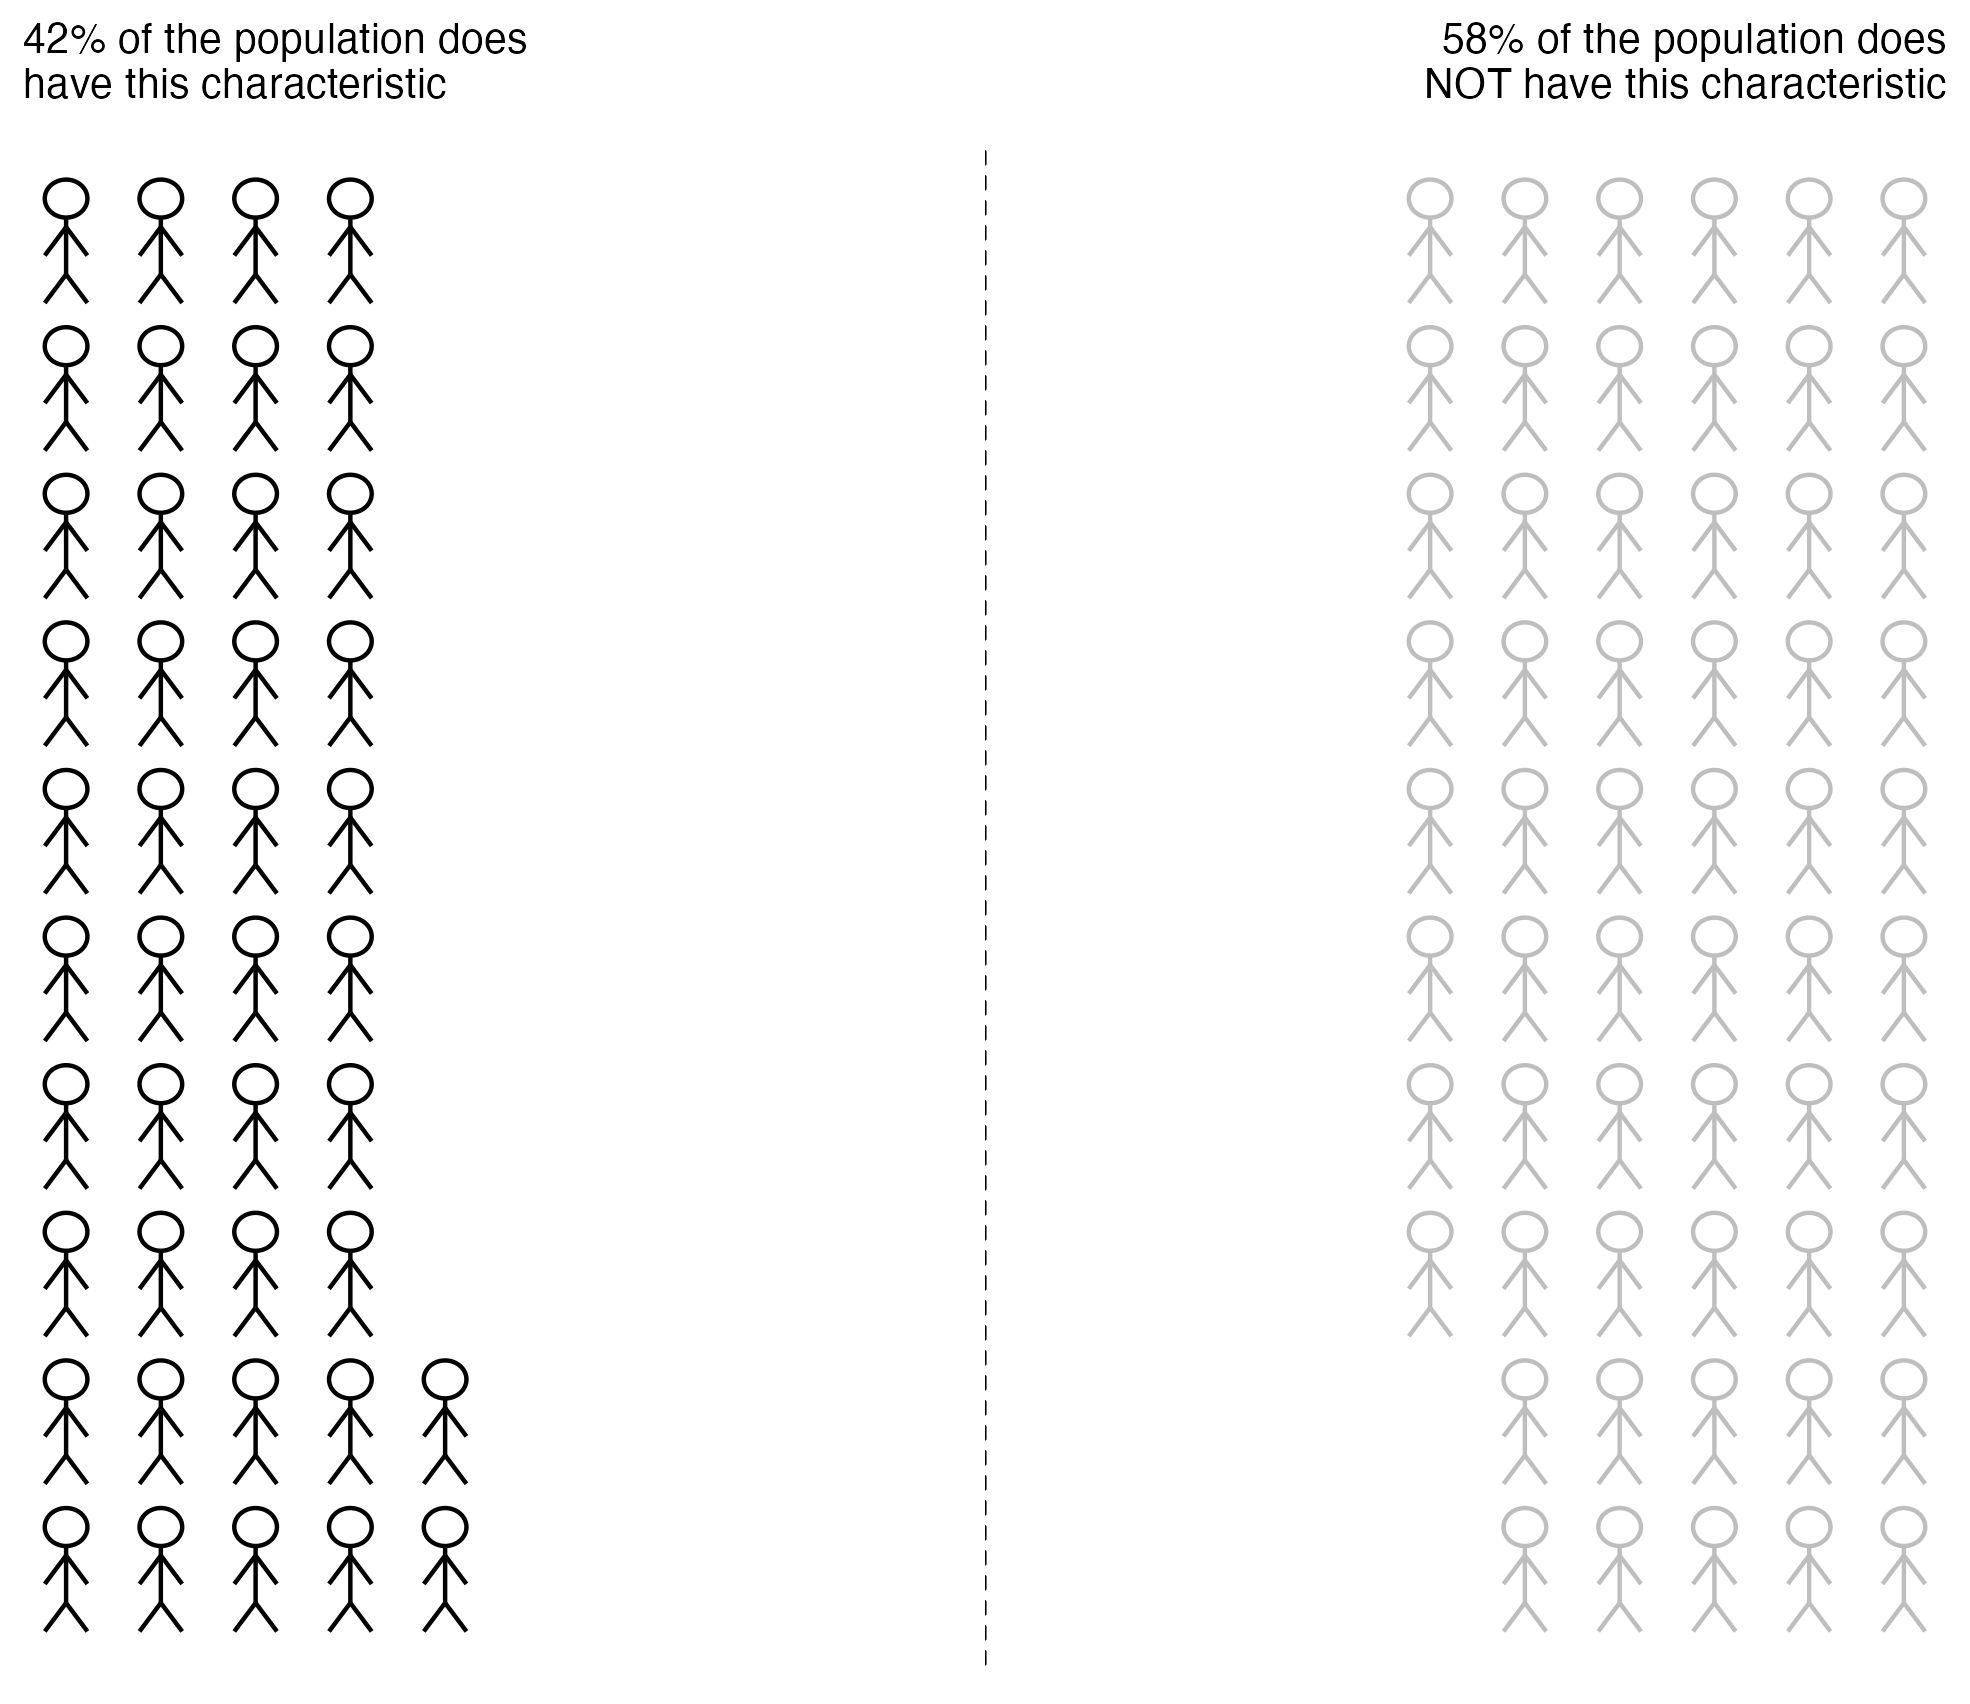 42% of the population does
have this characteristic
58% of the population does
NOT have this characteristic